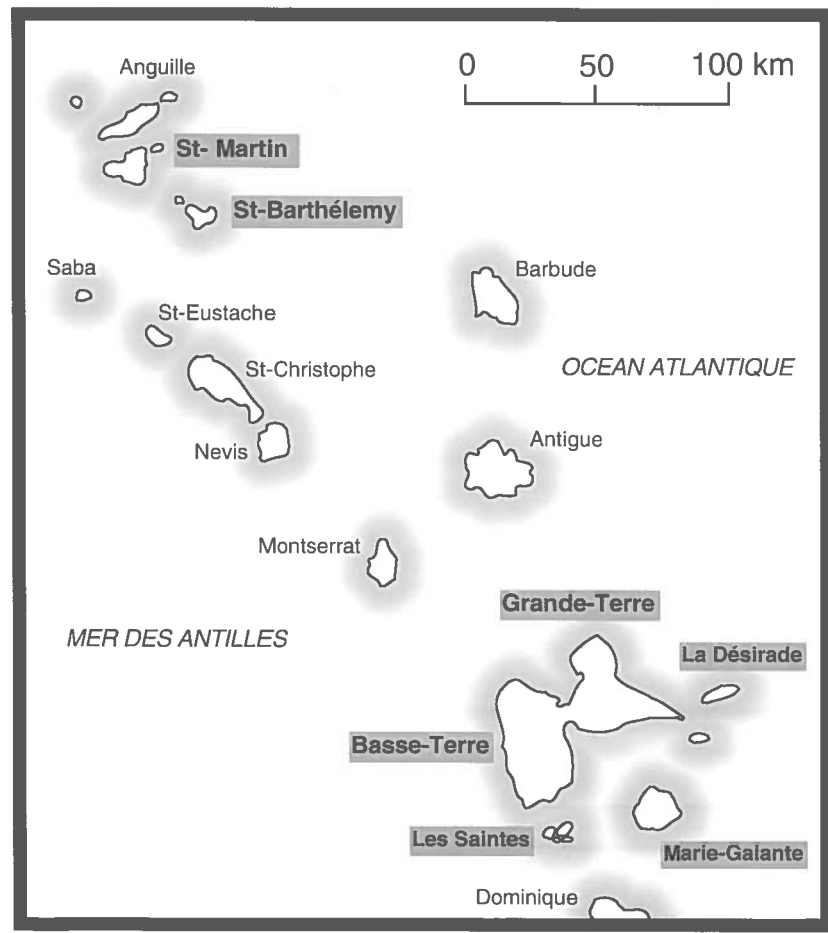 Anguille
0 50 100 km
St- Martin
St-Barthélemy
Saba
Barbude
St-Eustache
OCEAN ATLANTIQUE
St-Christophe
Antigue
Nevis
Montserrat
Grande-Terre
MER DES ANTILLES
La Désirade
Basse-Terre
Les Saintes
Marie-Galante
Dominique